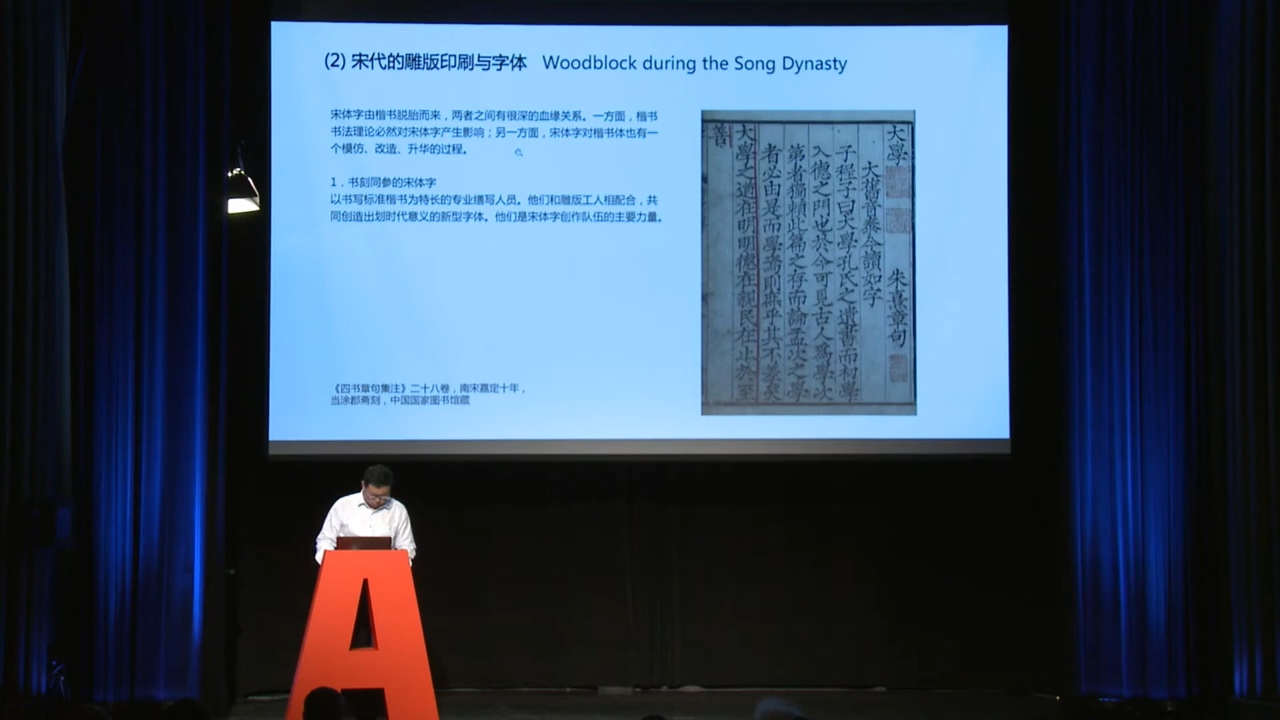 (2) 宋代的雕版印刷与字体 Woodblock during the Song Dynasty
宋体字由楷书脱胎而来，两者之间有很深的血缘关系。一方面，楷书
书法理论必然对宋体字产生影响；另一方面，宋体字对楷书体也有一
个模仿、改造、升华的过程。
1．书刻同参的宋体字
以书写标准楷书为特长的专业缮写人员。他们和雕版工人相配合，共
同创造出划时代意义的新型字体。他们是宋体字创作队伍的主要力量。
《四书章句集注》二十八卷，南宋嘉定十年，
当涂郡斋刻，中国国家图书馆藏
大學 朱熹章句
大舊音泰今讀如字
子程子曰大學孔氏之遺書而初學
入德之門也於今可見古人為學次
第者獨賴此篇之存而論孟次之學
者必由是而學焉則庶乎其不差矣
大學之道在明明德在親民在止於至
善
A